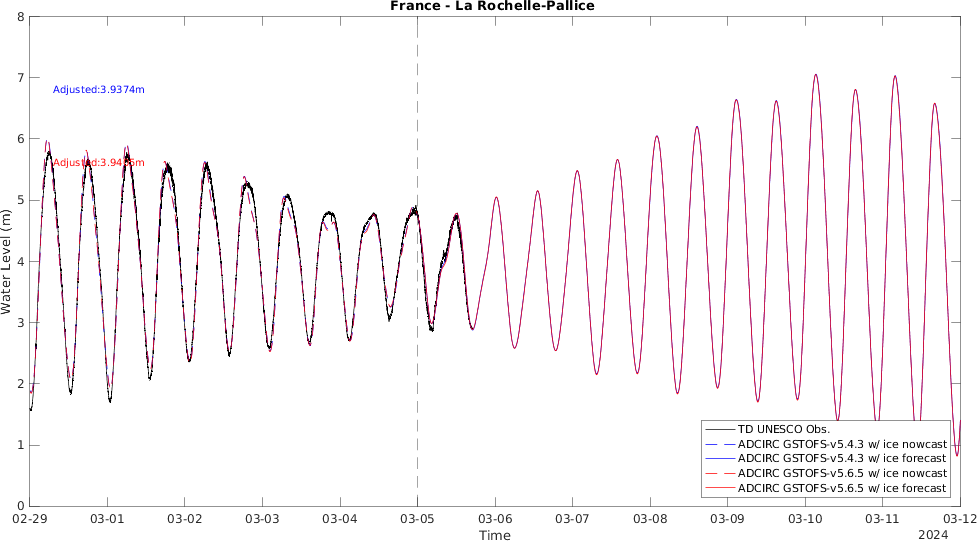 France - La Rochelle-Pallice
8
7
6
5
4
3
2
1
0
Water Level (m)
Adjusted:3.9374m
02-29
03-01
03-02
03-03
03-04
03-05
03-06
03-07
03-08
03-09
03-10
03-11
03-12
Time
2024
TD UNESCO Obs.
ADCIRC GSTOFS-v5.4.3 w/ ice nowcast
ADCIRC GSTOFS-v5.4.3 w/ ice forecast
ADCIRC GSTOFS-v5.6.5 w/ ice nowcast
ADCIRC GSTOFS-v5.6.5 w/ ice forecast